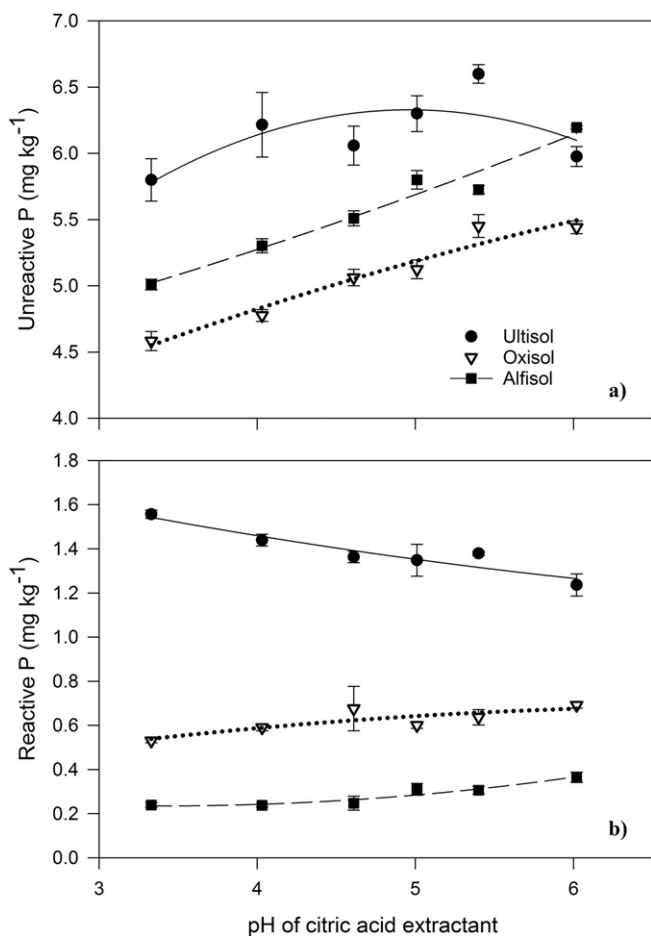 7.0
6.5
6.0
5.5
5.0
4.5
4.0
Unreactive P (mg kg⁻¹)
Ultisol
Oxisol
Alfisol
a)
1.8
1.6
1.4
1.2
1.0
0.8
0.6
0.4
0.2
0.0
Reactive P (mg kg⁻¹)
b)
3 4 5 6
pH of citric acid extractant